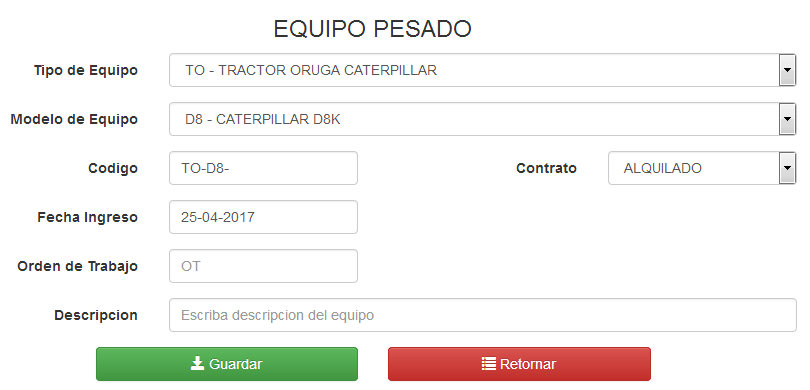 EQUIPO PESADO
Tipo de Equipo TO - TRACTOR ORUGA CATERPILLAR
Modelo de Equipo D8 - CATERPILLAR D8K
Codigo TO-D8- Contrato ALQUILADO
Fecha Ingreso 25-04-2017
Orden de Trabajo OT
Descripcion Escriba descripcion del equipo
Guardar Retornar